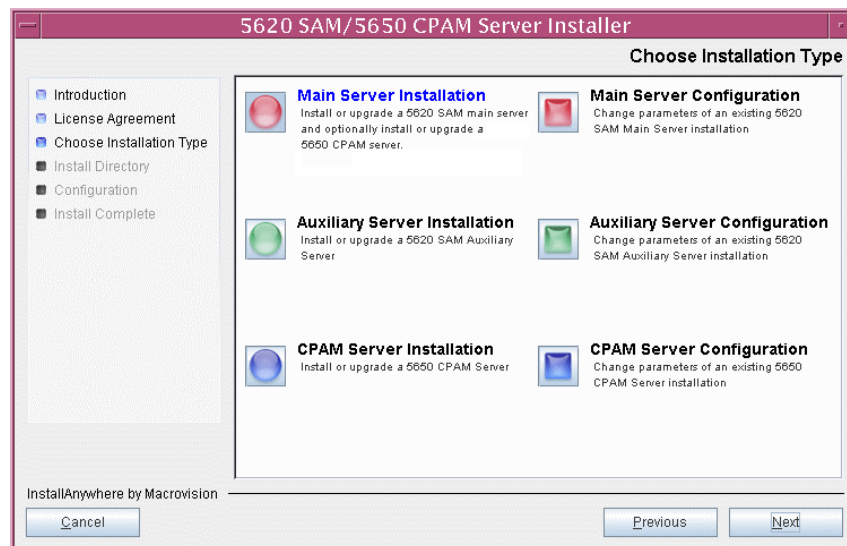 5620 SAM/5650 CPAM Server Installer
Choose Installation Type
Introduction
License Agreement
Choose Installation Type
Install Directory
Configuration
Install Complete
Main Server Installation
Install or upgrade a 5620 SAM main server
and optionally install or upgrade a
5650 CPAM server.
Main Server Configuration
Change parameters of an existing 5620
SAM Main Server installation
Auxiliary Server Installation
Install or upgrade a 5620 SAM Auxiliary
Server
Auxiliary Server Configuration
Change parameters of an existing 5620
SAM Auxiliary Server installation
CPAM Server Installation
Install or upgrade a 5650 CPAM Server
CPAM Server Configuration
Change parameters of an existing 5650
CPAM Server installation
InstallAnywhere by Macrovision
Cancel
Previous
Next